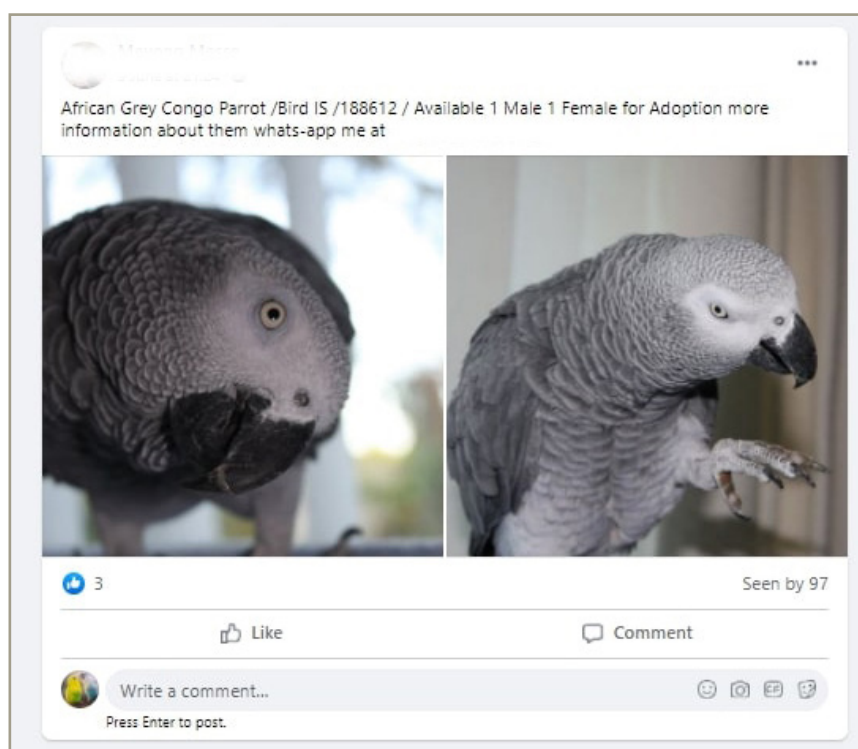 African Grey Congo Parrot /Bird IS /188612 / Available 1 Male 1 Female for Adoption more
information about them whats-app me at
3
Seen by 97
Like
Comment
Write a comment...
Press Enter to post.